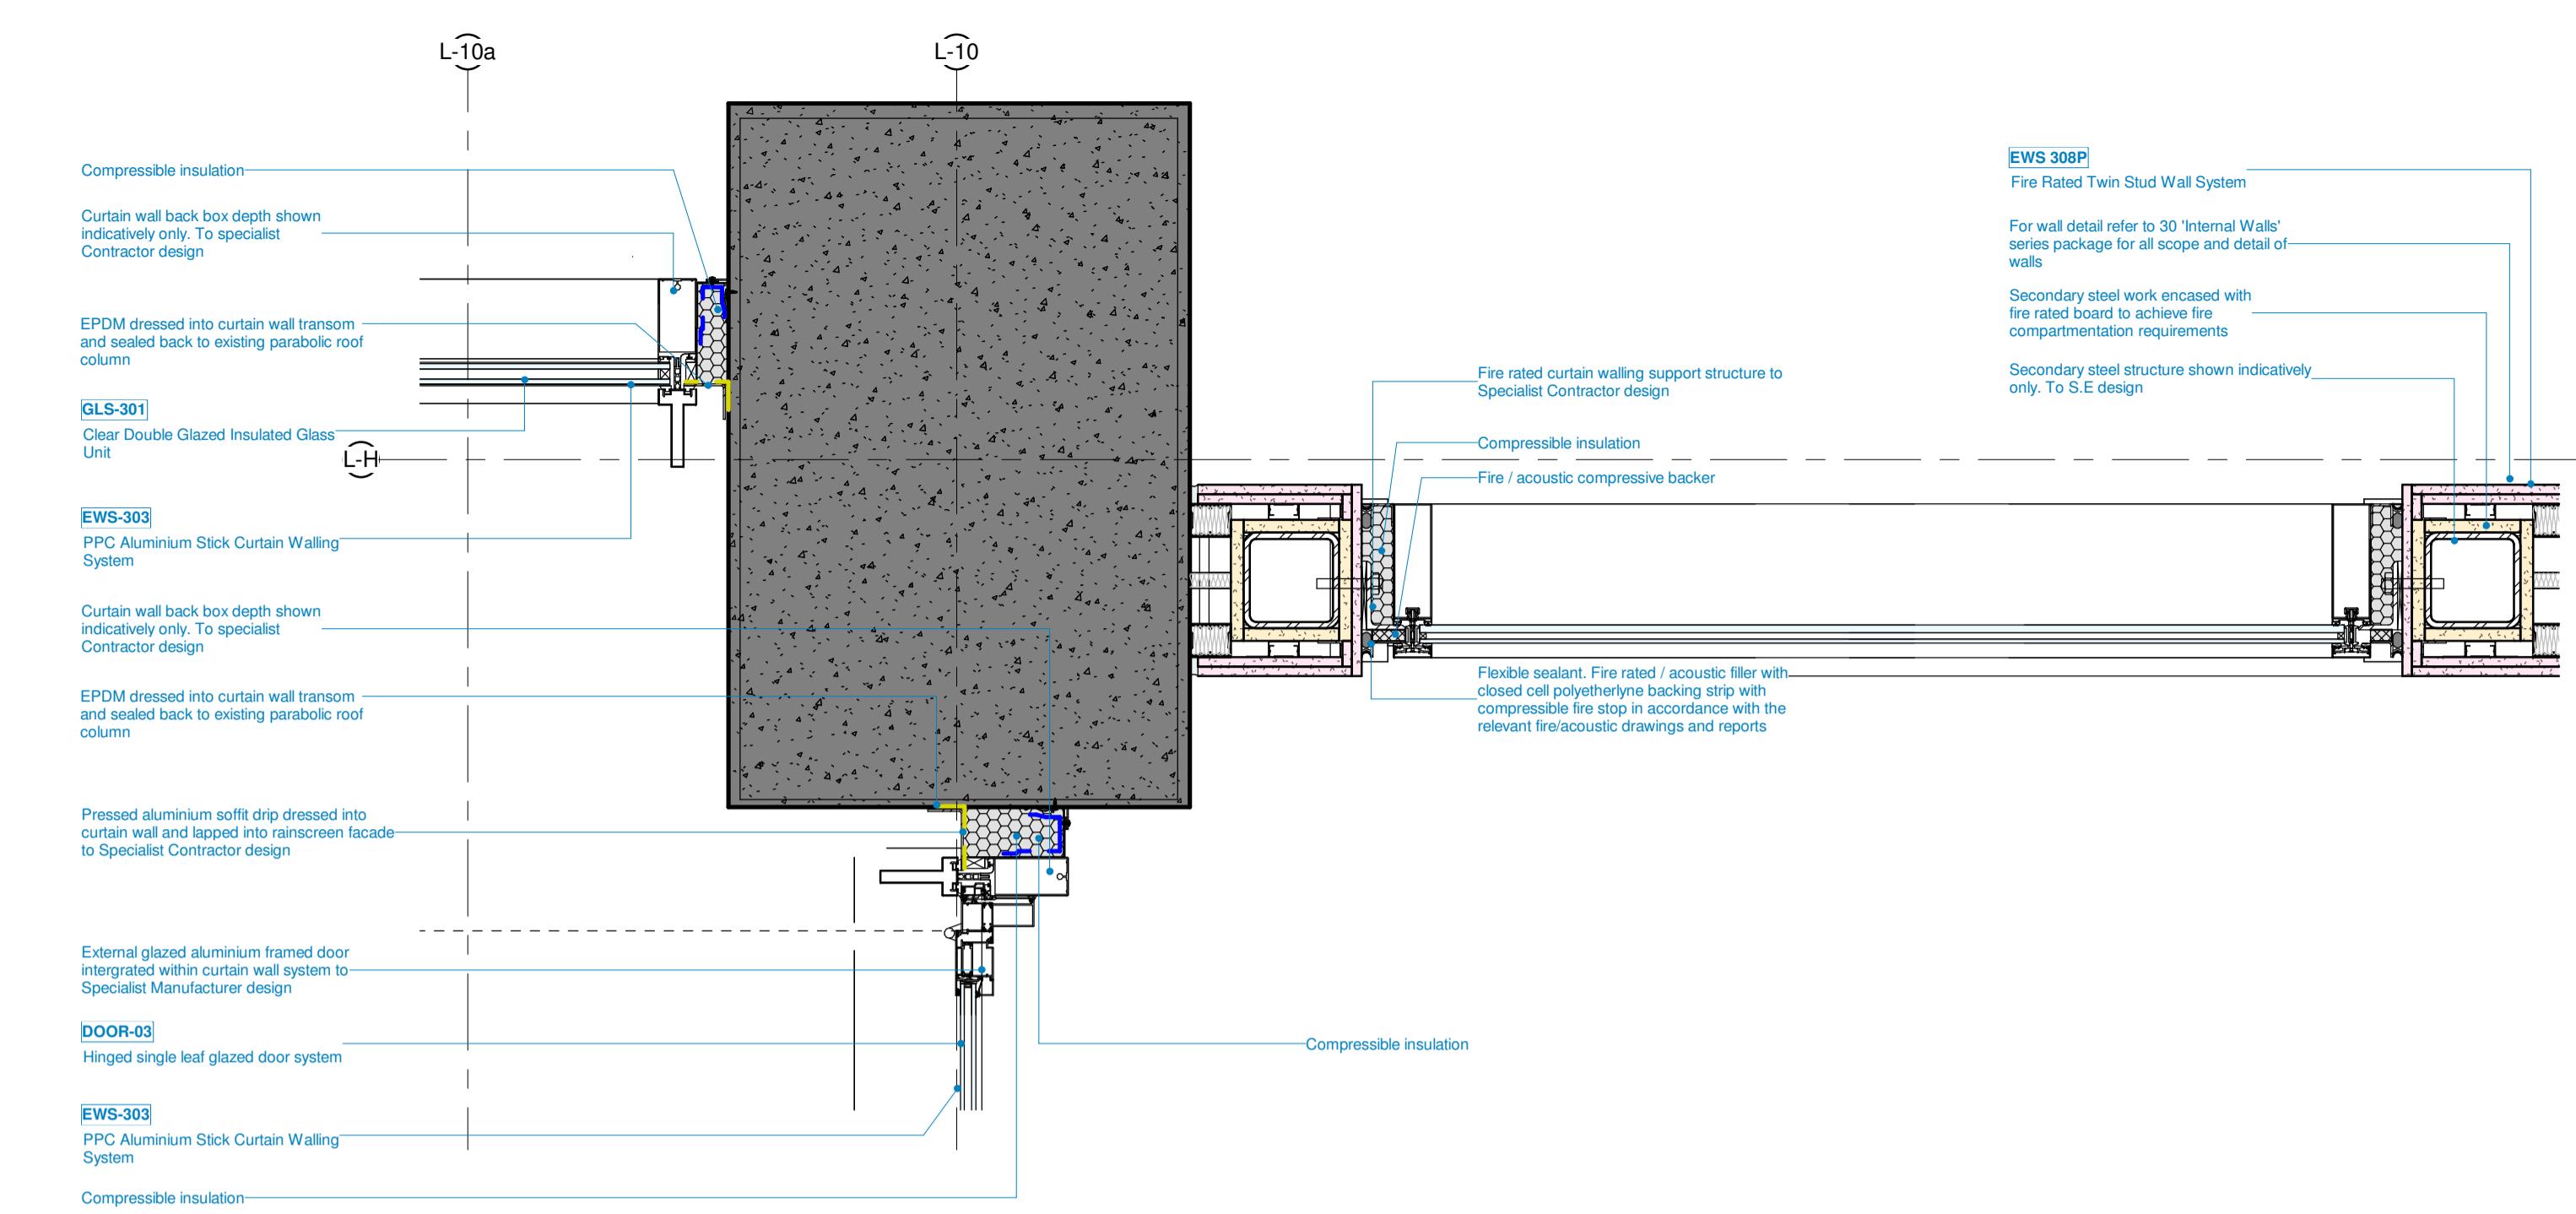 L-10a
L-10
Compressible insulation
Curtain wall back box depth shown
indicatively only. To specialist
Contractor design
EPDM dressed into curtain wall transom
and sealed back to existing parabolic roof
column
GLS-301
Clear Double Glazed Insulated Glass
Unit
L-H
EWS-303
PPC Aluminium Stick Curtain Walling
System
Curtain wall back box depth shown
indicatively only. To specialist
Contractor design
EPDM dressed into curtain wall transom
and sealed back to existing parabolic roof
column
Pressed aluminium soffit drip dressed into
curtain wall and lapped into rainscreen facade
to Specialist Contractor design
External glazed aluminium framed door
intergrated within curtain wall system to
Specialist Manufacturer design
DOOR-03
Hinged single leaf glazed door system
EWS-303
PPC Aluminium Stick Curtain Walling
System
Compressible insulation
Fire rated curtain walling support structure to
Specialist Contractor design
Compressible insulation
Fire / acoustic compressive backer
Flexible sealant. Fire rated / acoustic filler with
closed cell polyetherlyne backing strip with
compressible fire stop in accordance with the
relevant fire/acoustic drawings and reports
Compressible insulation
EWS 308P
Fire Rated Twin Stud Wall System
For wall detail refer to 30 'Internal Walls'
series package for all scope and detail of
walls
Secondary steel work encased with
fire rated board to achieve fire
compartmentation requirements
Secondary steel structure shown indicatively
only. To S.E design